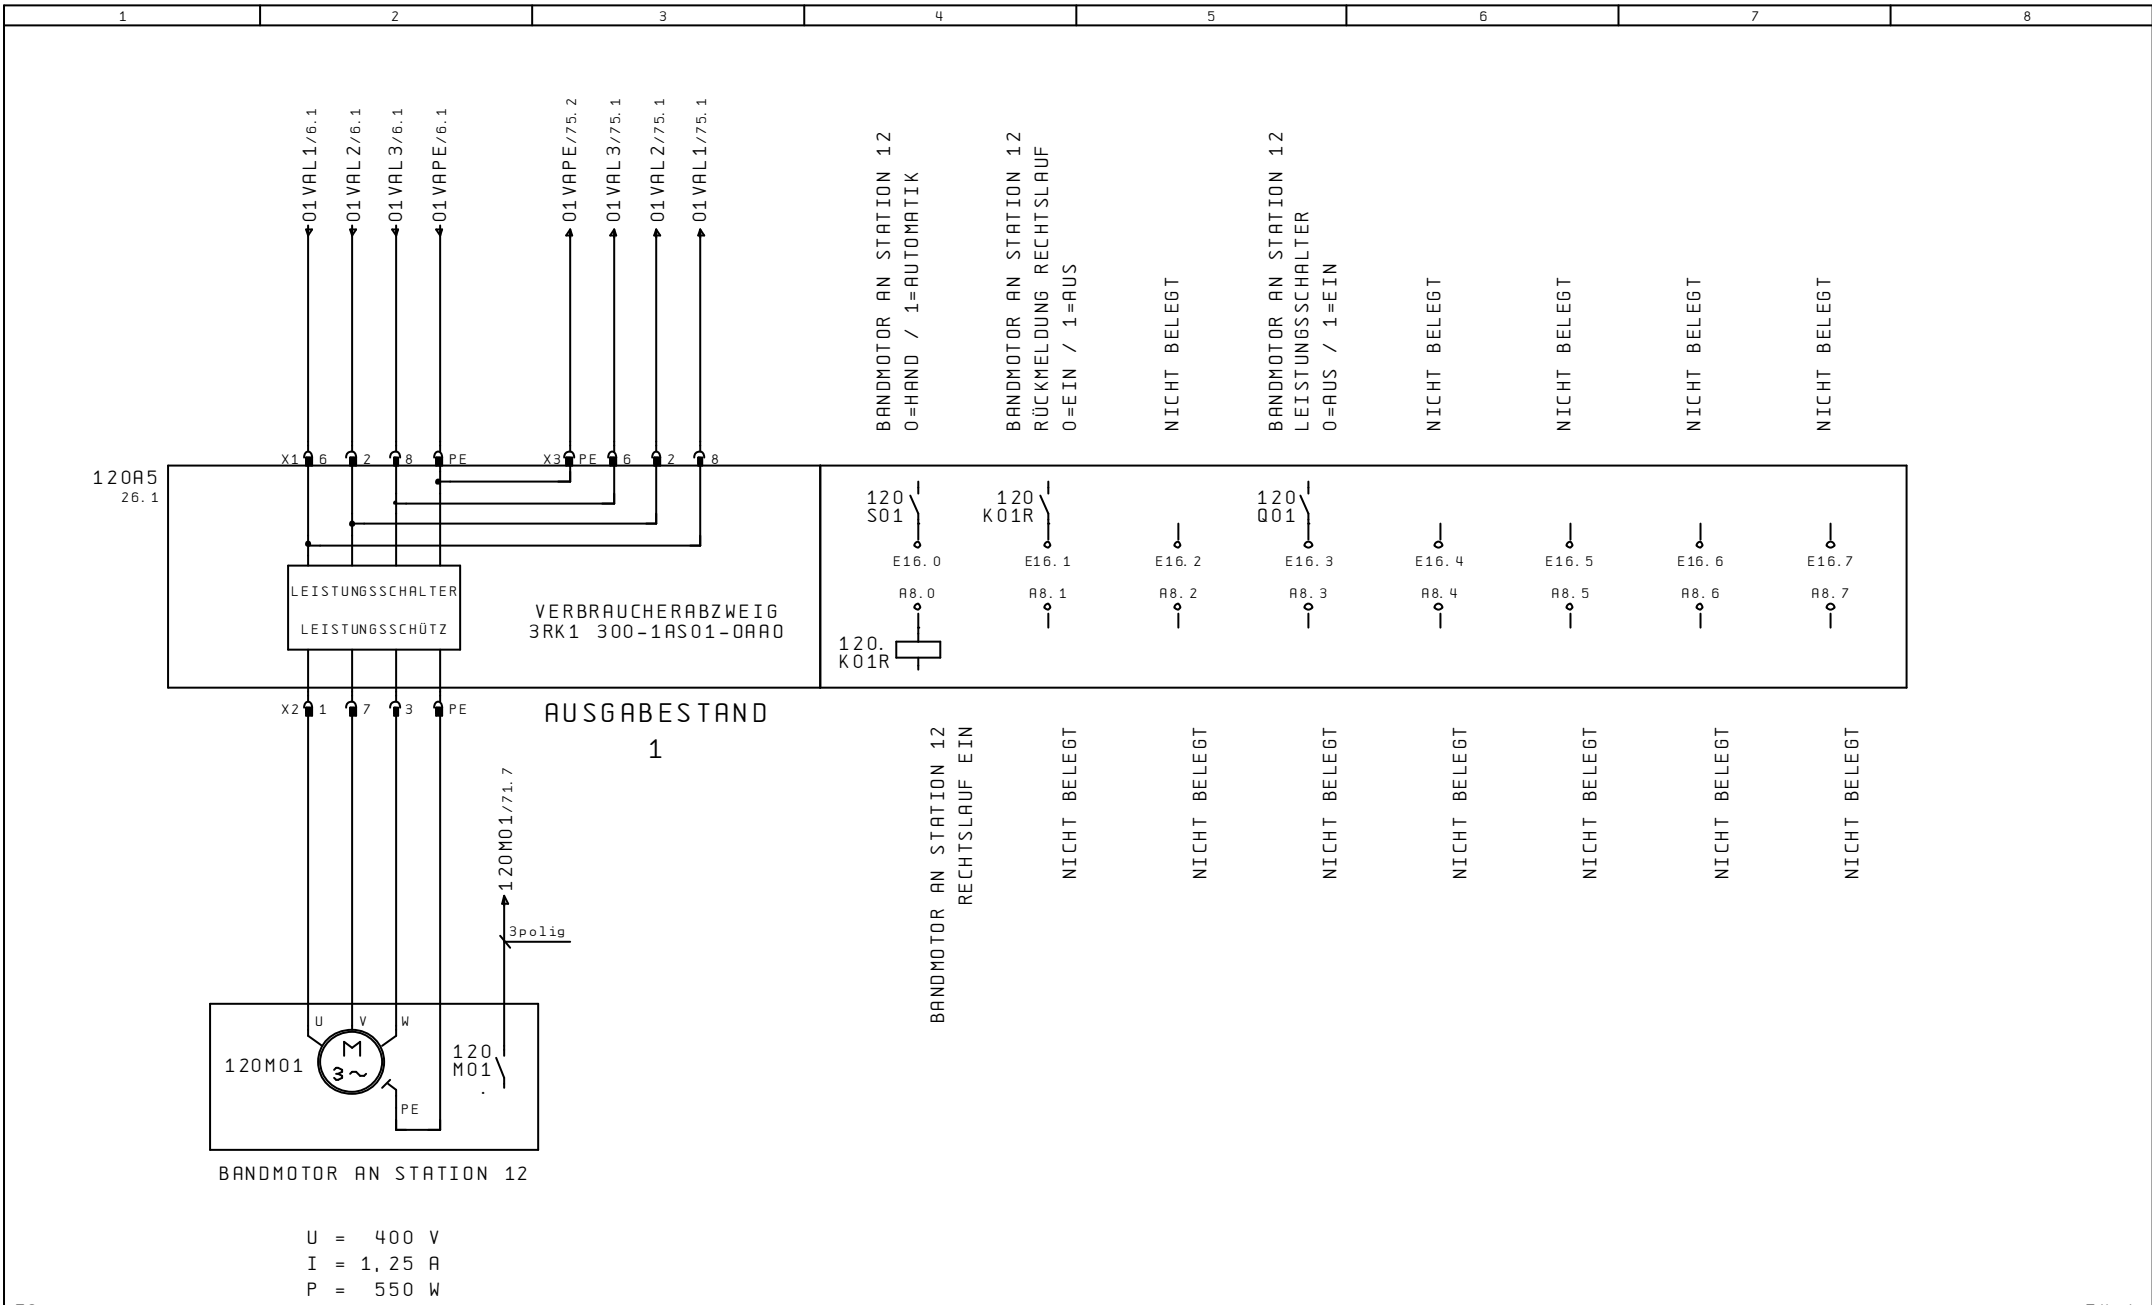 1 2 3 4 5 6 7 8
01VAL1/6.1
01VAL2/6.1
01VAL3/6.1
01VAPE/6.1
01VAPE/75.2
01VAL3/75.1
01VAL2/75.1
01VAL1/75.1
BANDMOTOR AN STATION 12
0=HAND / 1=AUTOMATIK
BANDMOTOR AN STATION 12
RÜCKMELDUNG RECHTSLAUF
0=EIN / 1=AUS
NICHT BELEGT
BANDMOTOR AN STATION 12
LEISTUNGSSCHALTER
0=AUS / 1=EIN
NICHT BELEGT
NICHT BELEGT
NICHT BELEGT
NICHT BELEGT
X1 6 2 8 PE X3 PE 6 2 8
120A5
26.1
120
S01
120
K01R
120
Q01
E16.0 E16.1 E16.2 E16.3 E16.4 E16.5 E16.6 E16.7
A8.0 A8.1 A8.2 A8.3 A8.4 A8.5 A8.6 A8.7
LEISTUNGSSCHALTER
LEISTUNGSSCHÜTZ
VERBRAUCHERABZWEIG
3RK1 300-1AS01-0AA0
120.
K01R
X2 1 7 3 PE
AUSGABESTAND
1
BANDMOTOR AN STATION 12
RECHTSLAUF EIN
NICHT BELEGT
NICHT BELEGT
NICHT BELEGT
NICHT BELEGT
NICHT BELEGT
NICHT BELEGT
NICHT BELEGT
120M01/71.7
3polig
U V W
120M01
M
3~
120
M01
.
PE
BANDMOTOR AN STATION 12
U = 400 V
I = 1,25 A
P = 550 W